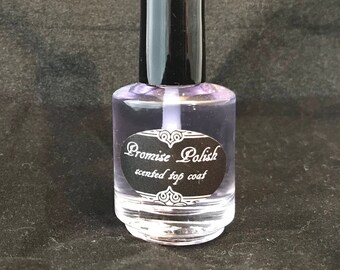 Promise Polish
scented top coat